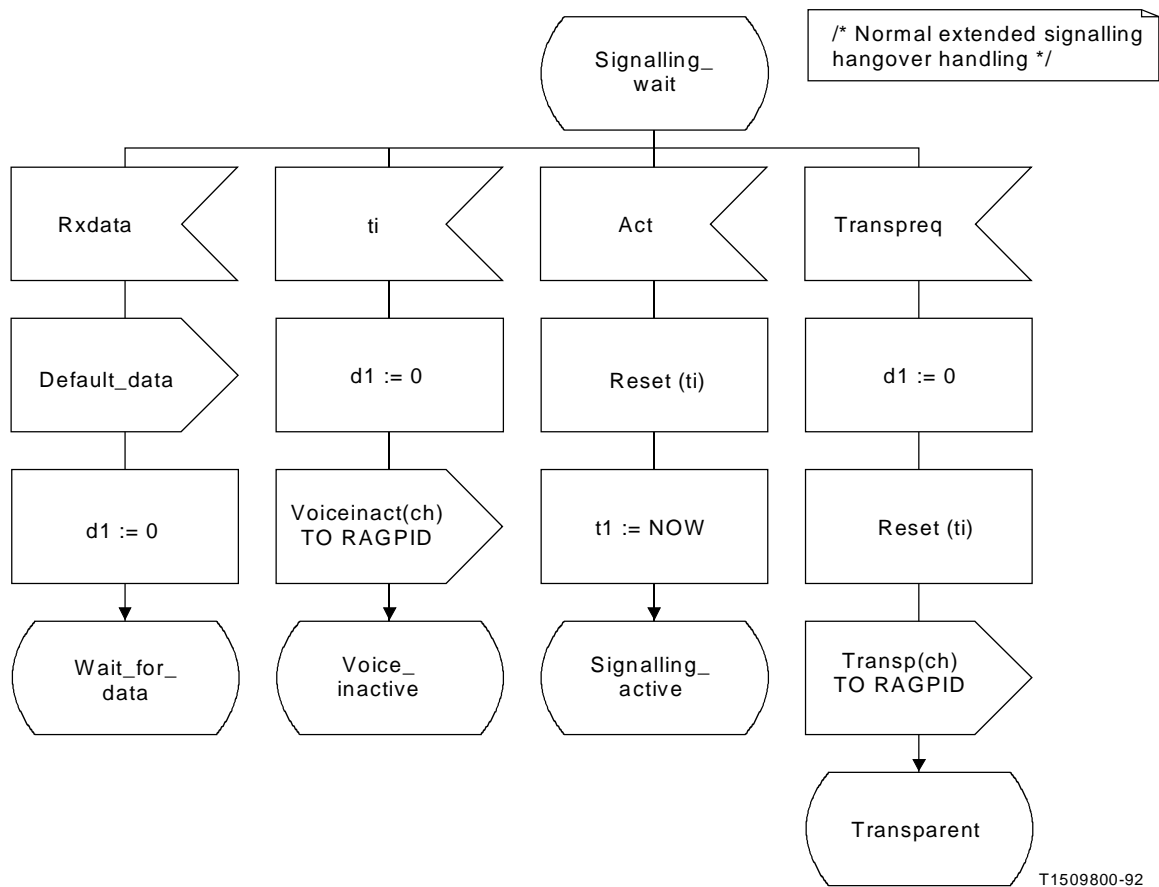 Signalling_
wait
/* Normal extended signalling
hangover handling */
Rxdata
ti
Act
Transpreq
Default_data
d1 := 0
Reset (ti)
d1 := 0
d1 := 0
Voiceinact(ch)
TO RAGPID
t1 := NOW
Reset (ti)
Wait_for_
data
Voice_
inactive
Signalling_
active
Transp(ch)
TO RAGPID
Transparent
T1509800-92